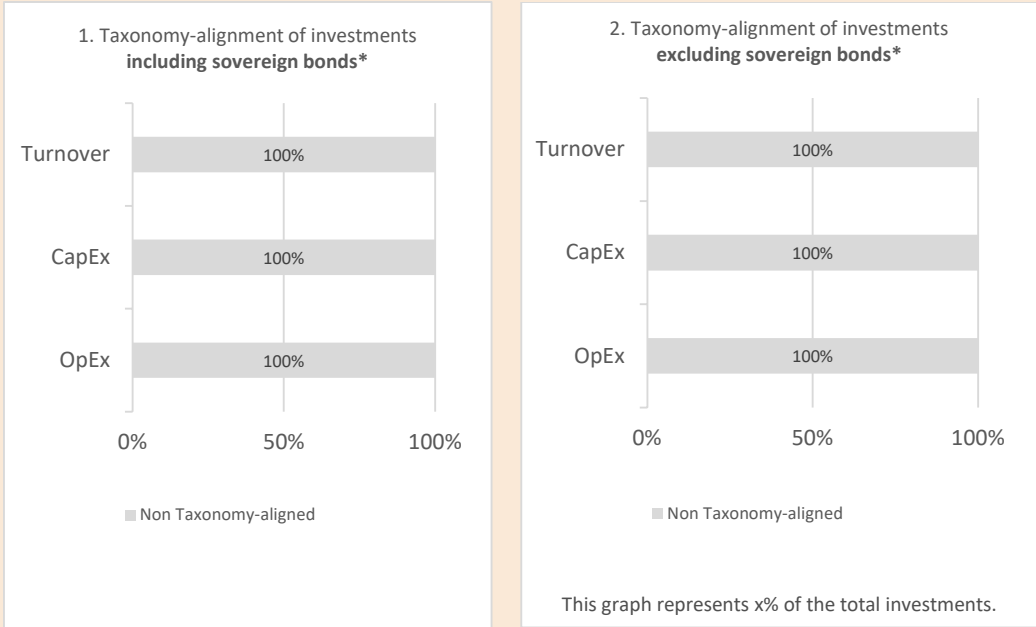 1. Taxonomy-alignment of investments
including sovereign bonds*
Turnover
100%
CapEx
100%
OpEx
100%
0%
50%
100%
Non Taxonomy-aligned
2. Taxonomy-alignment of investments
excluding sovereign bonds*
Turnover
100%
CapEx
100%
OpEx
100%
0%
50%
100%
Non Taxonomy-aligned
This graph represents x% of the total investments.